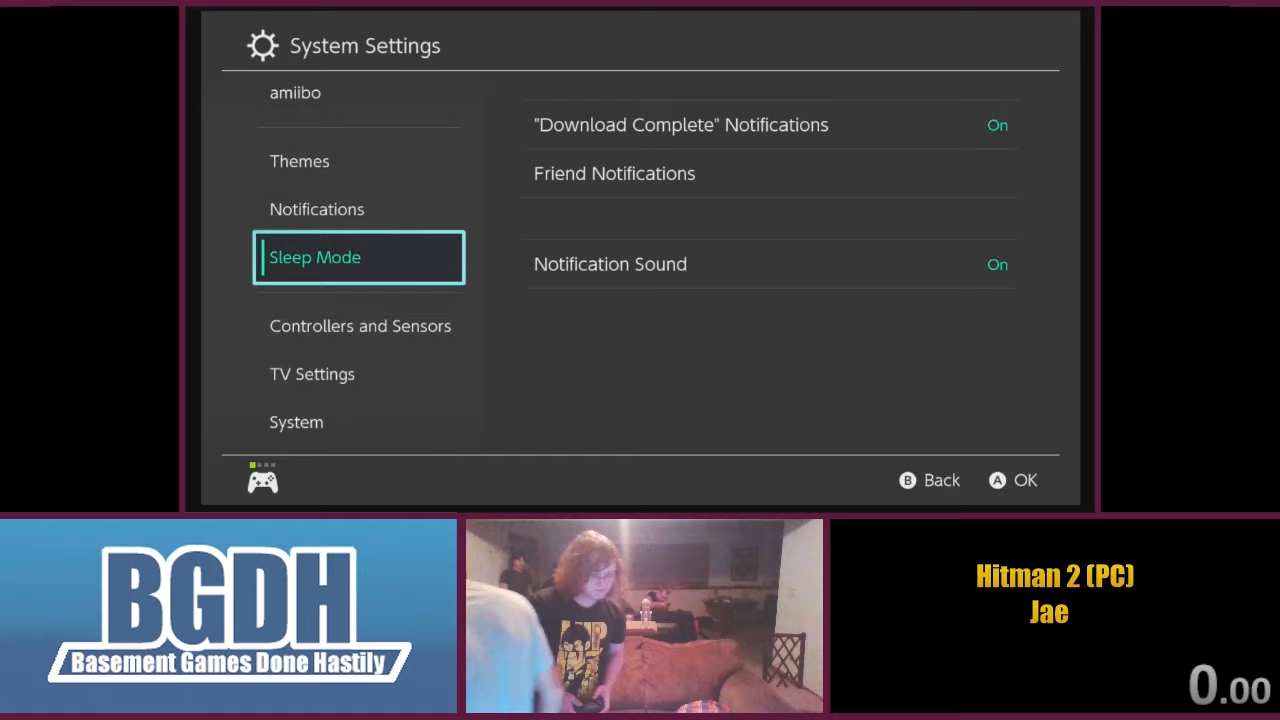 System Settings
amiibo
Themes
Notifications
Sleep Mode
Controllers and Sensors
TV Settings
System
"Download Complete" Notifications On
Friend Notifications
Notification Sound On
B Back A OK
BGDH
Basement Games Done Hastily
Hitman 2 (PC)
Jae
0.00